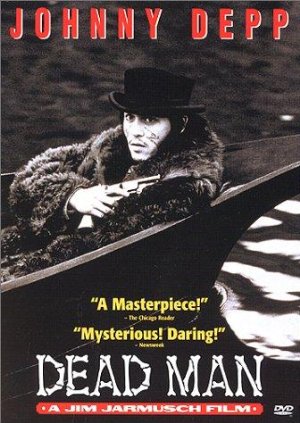 JOHNNY DEPP
"A Masterpiece!"
– The Chicago Reader
"Mysterious! Daring!"
– Newsweek
DEAD MAN
• A JIM JARMUSCH FILM •
DVD